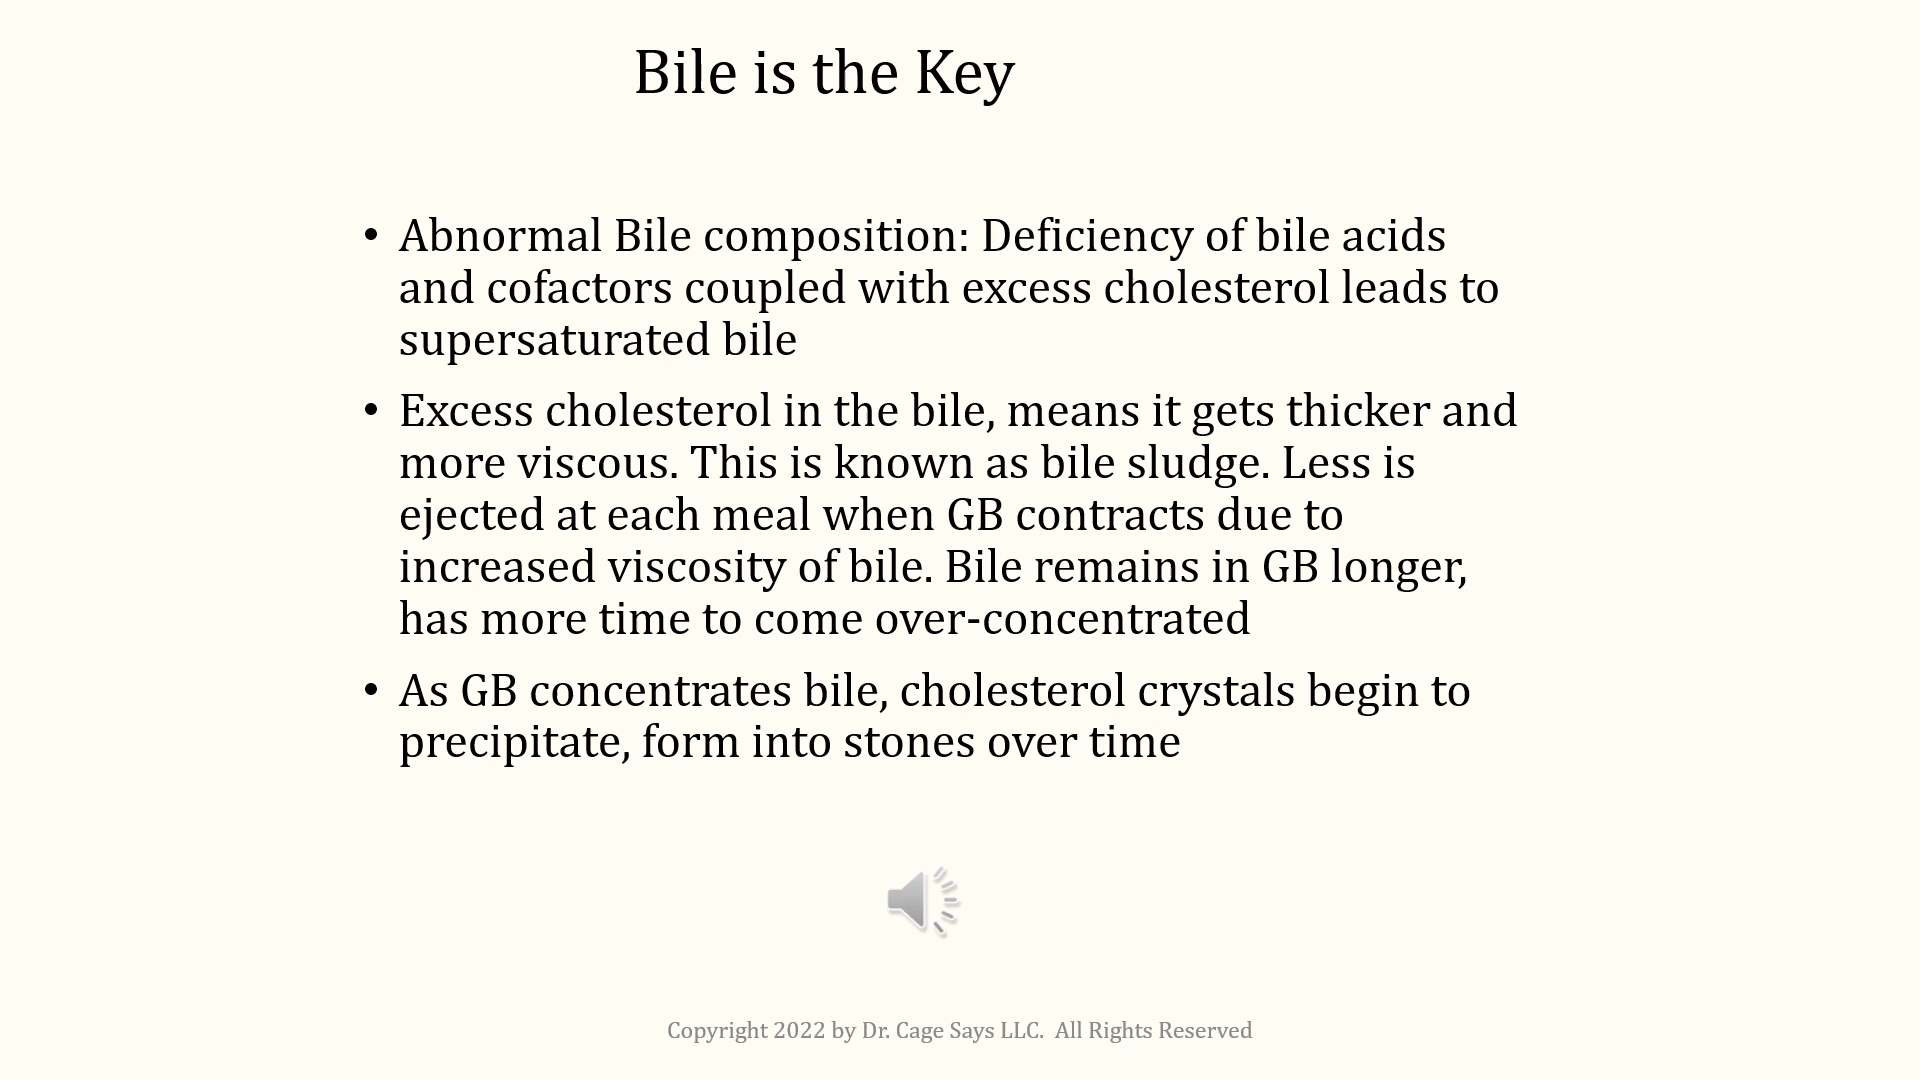 Bile is the Key
• Abnormal Bile composition: Deficiency of bile acids
and cofactors coupled with excess cholesterol leads to
supersaturated bile
• Excess cholesterol in the bile, means it gets thicker and
more viscous. This is known as bile sludge. Less is
ejected at each meal when GB contracts due to
increased viscosity of bile. Bile remains in GB longer,
has more time to come over-concentrated
• As GB concentrates bile, cholesterol crystals begin to
precipitate, form into stones over time
Copyright 2022 by Dr. Cage Says LLC.  All Rights Reserved